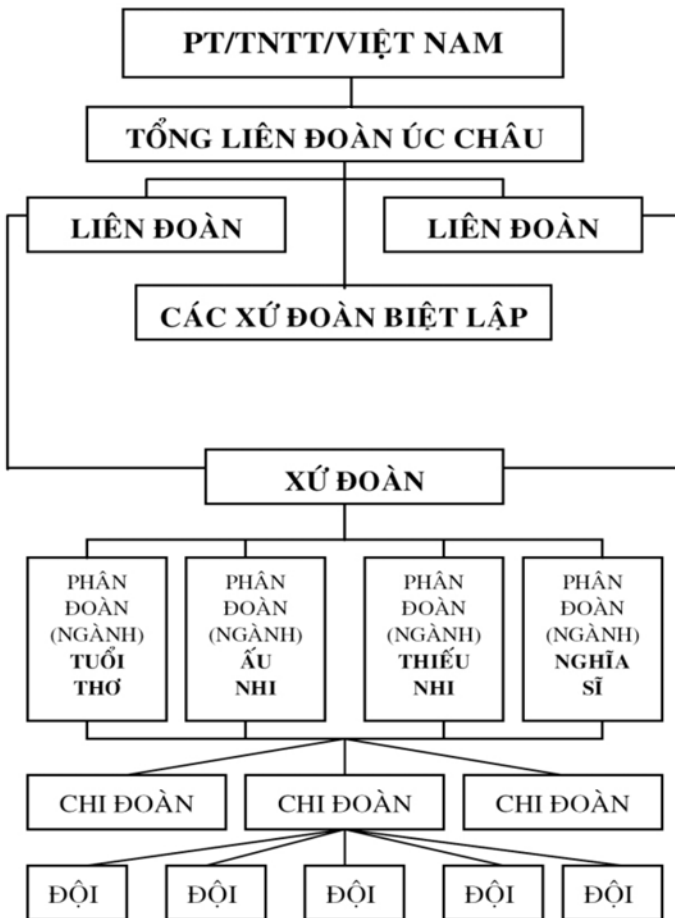 PT/TNTT/VIỆT NAM
TỔNG LIÊN ĐOÀN ÚC CHÂU
LIÊN ĐOÀN
LIÊN ĐOÀN
CÁC XỨ ĐOÀN BIỆT LẬP
XỨ ĐOÀN
PHÂN
ĐOÀN
(NGÀNH)
TUỔI
THƠ
PHÂN
ĐOÀN
(NGÀNH)
ẤU
NHI
PHÂN
ĐOÀN
(NGÀNH)
THIẾU
NHI
PHÂN
ĐOÀN
(NGÀNH)
NGHĨA
SĨ
CHI ĐOÀN
CHI ĐOÀN
CHI ĐOÀN
ĐỘI
ĐỘI
ĐỘI
ĐỘI
ĐỘI